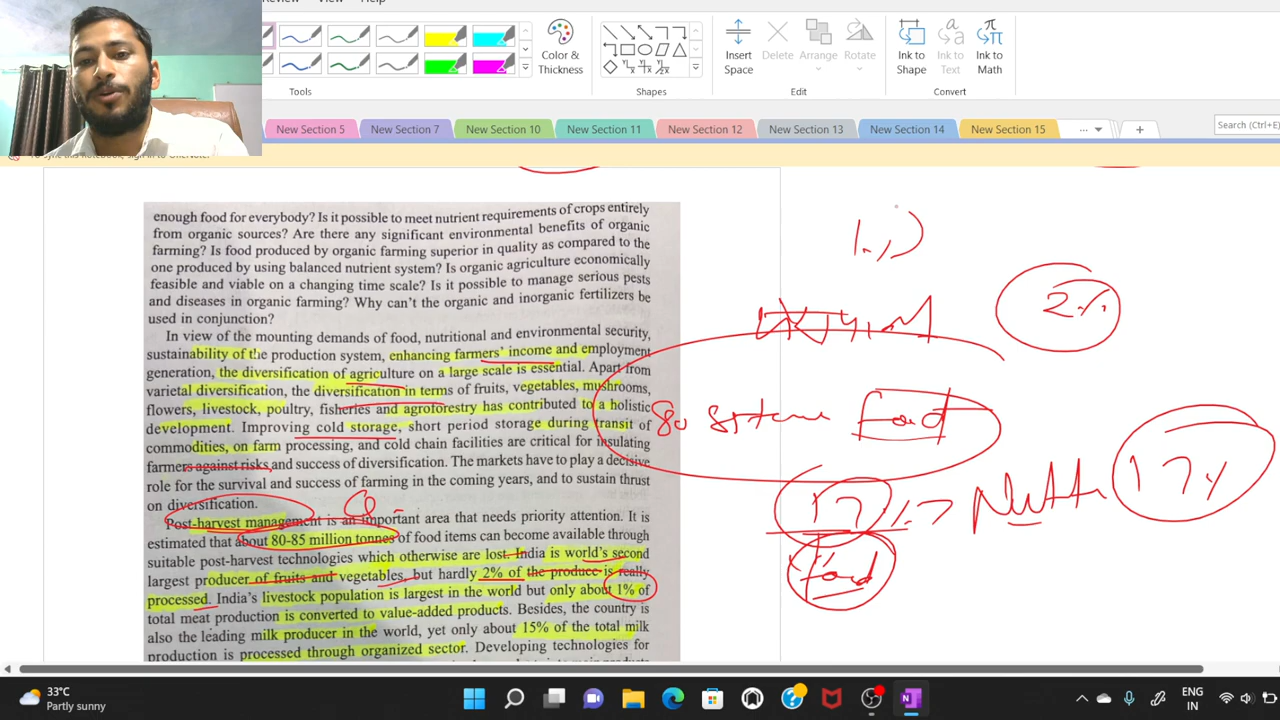 Review View Help
Tools
Color &
Thickness
Shapes
Insert
Space
Delete
Arrange
Rotate
Edit
Ink to
Shape
Ink to
Text
Ink to
Math
Convert
New Section 5 New Section 7 New Section 10 New Section 11 New Section 12 New Section 13 New Section 14 New Section 15 ... +
Search (Ctrl+E)
enough food for everybody? Is it possible to meet nutrient requirements of crops entirely
from organic sources? Are there any significant environmental benefits of organic
farming? Is food produced by organic farming superior in quality as compared to the
one produced by using balanced nutrient system? Is organic agriculture economically
feasible and viable on a changing time scale? Is it possible to manage serious pests
and diseases in organic farming? Why can't the organic and inorganic fertilizers be
used in conjunction?
In view of the mounting demands of food, nutritional and environmental security,
sustainability of the production system, enhancing farmers' income and employment
generation, the diversification of agriculture on a large scale is essential. Apart from
varietal diversification, the diversification in terms of fruits, vegetables, mushrooms,
flowers, livestock, poultry, fisheries and agroforestry has contributed to a holistic
development. Improving cold storage, short period storage during transit of
commodities, on farm processing, and cold chain facilities are critical for insulating
farmers against risks, and success of diversification. The markets have to play a decisive
role for the survival and success of farming in the coming years, and to sustain thrust
on diversification.
Post-harvest management is an important area that needs priority attention. It is
estimated that about 80-85 million tonnes of food items can become available through
suitable post-harvest technologies which otherwise are lost. India is world's second
largest producer of fruits and vegetables, but hardly 2% of the produce is really
processed. India's livestock population is largest in the world but only about 1% of
total meat production is converted to value-added products. Besides, the country is
also the leading milk producer in the world, yet only about 15% of the total milk
production is processed through organized sector. Developing technologies for
2%
80
food
17
17%
food
33°C
Partly sunny
ENG
IN